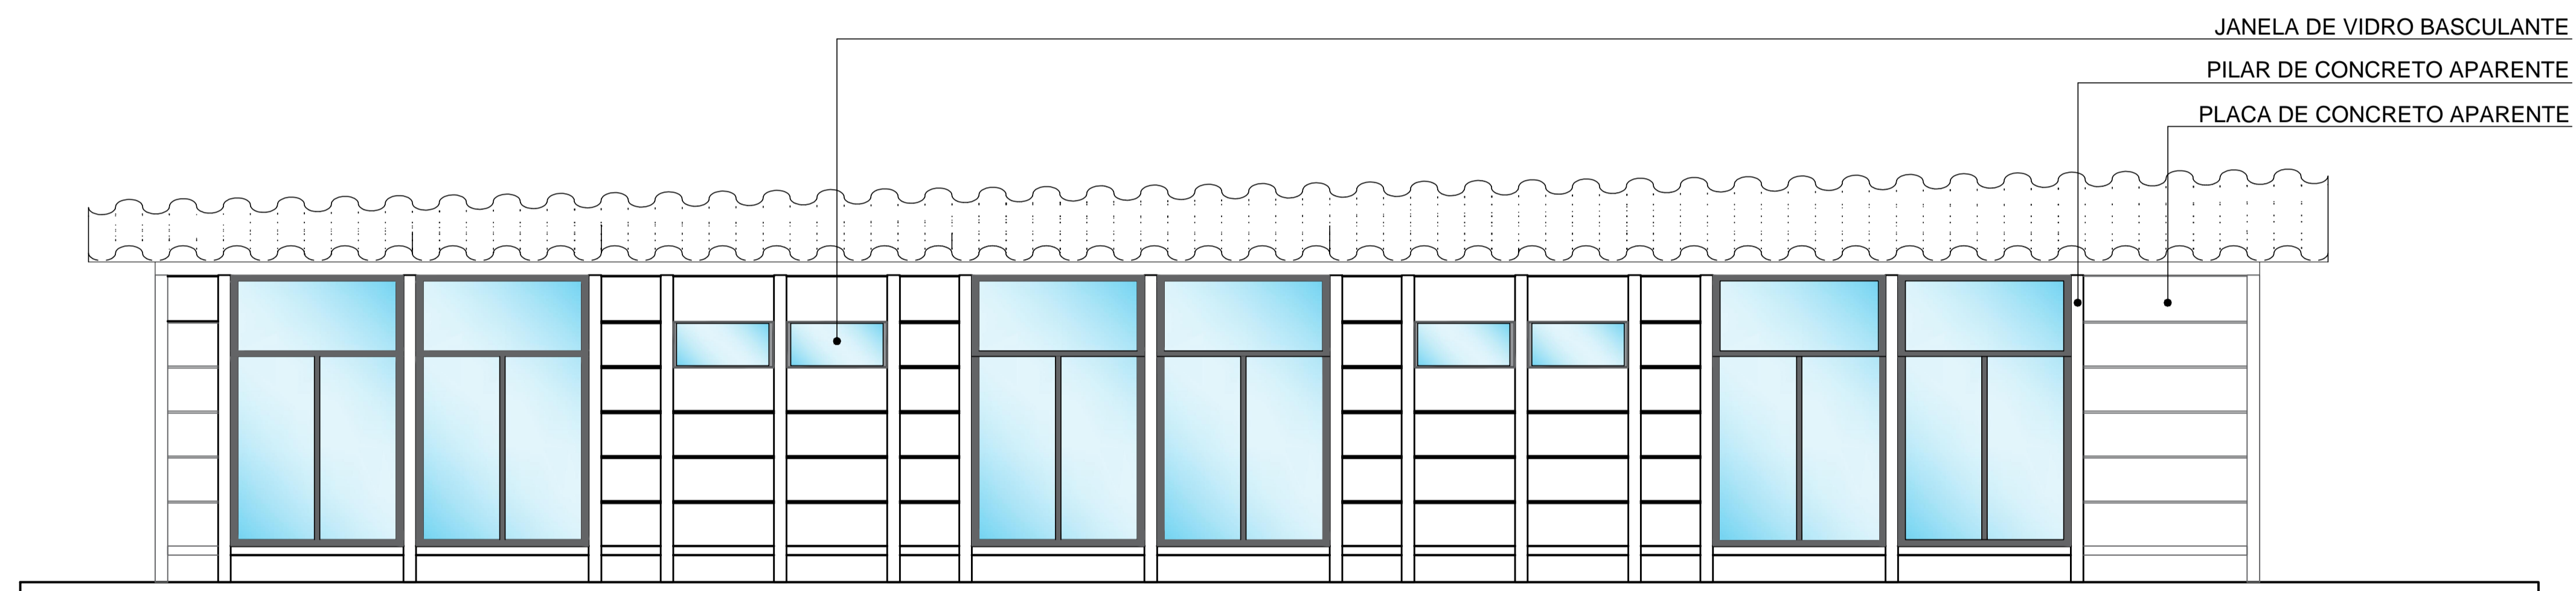 JANELA DE VIDRO BASCULANTE
PILAR DE CONCRETO APARENTE
PLACA DE CONCRETO APARENTE